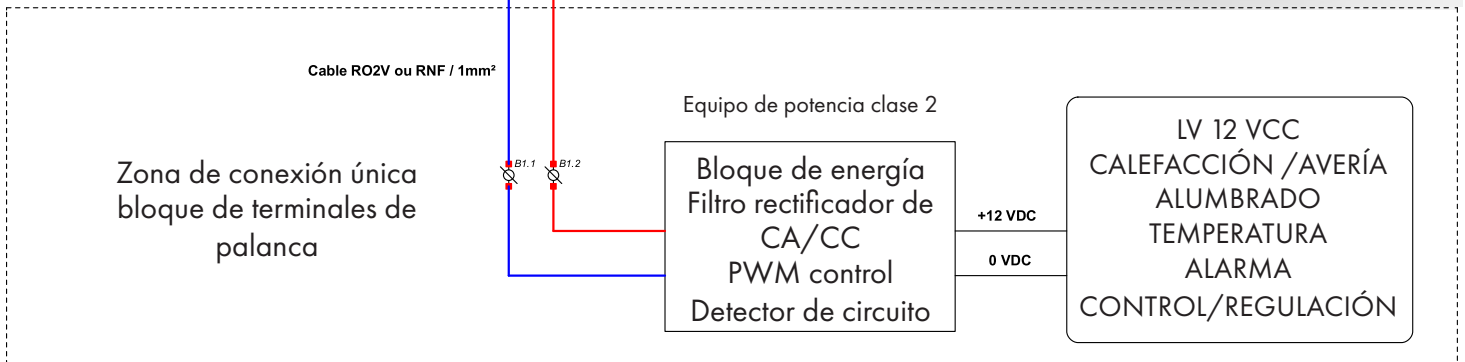 Cable RO2V ou RNF / 1mm²
Equipo de potencia clase 2
Zona de conexión única
bloque de terminales de
palanca
B1.1
B1.2
Bloque de energía
Filtro rectificador de
CA/CC
PWM control
Detector de circuito
+12 VDC
0 VDC
LV 12 VCC
CALEFACCIÓN /AVERÍA
ALUMBRADO
TEMPERATURA
ALARMA
CONTROL/REGULACIÓN